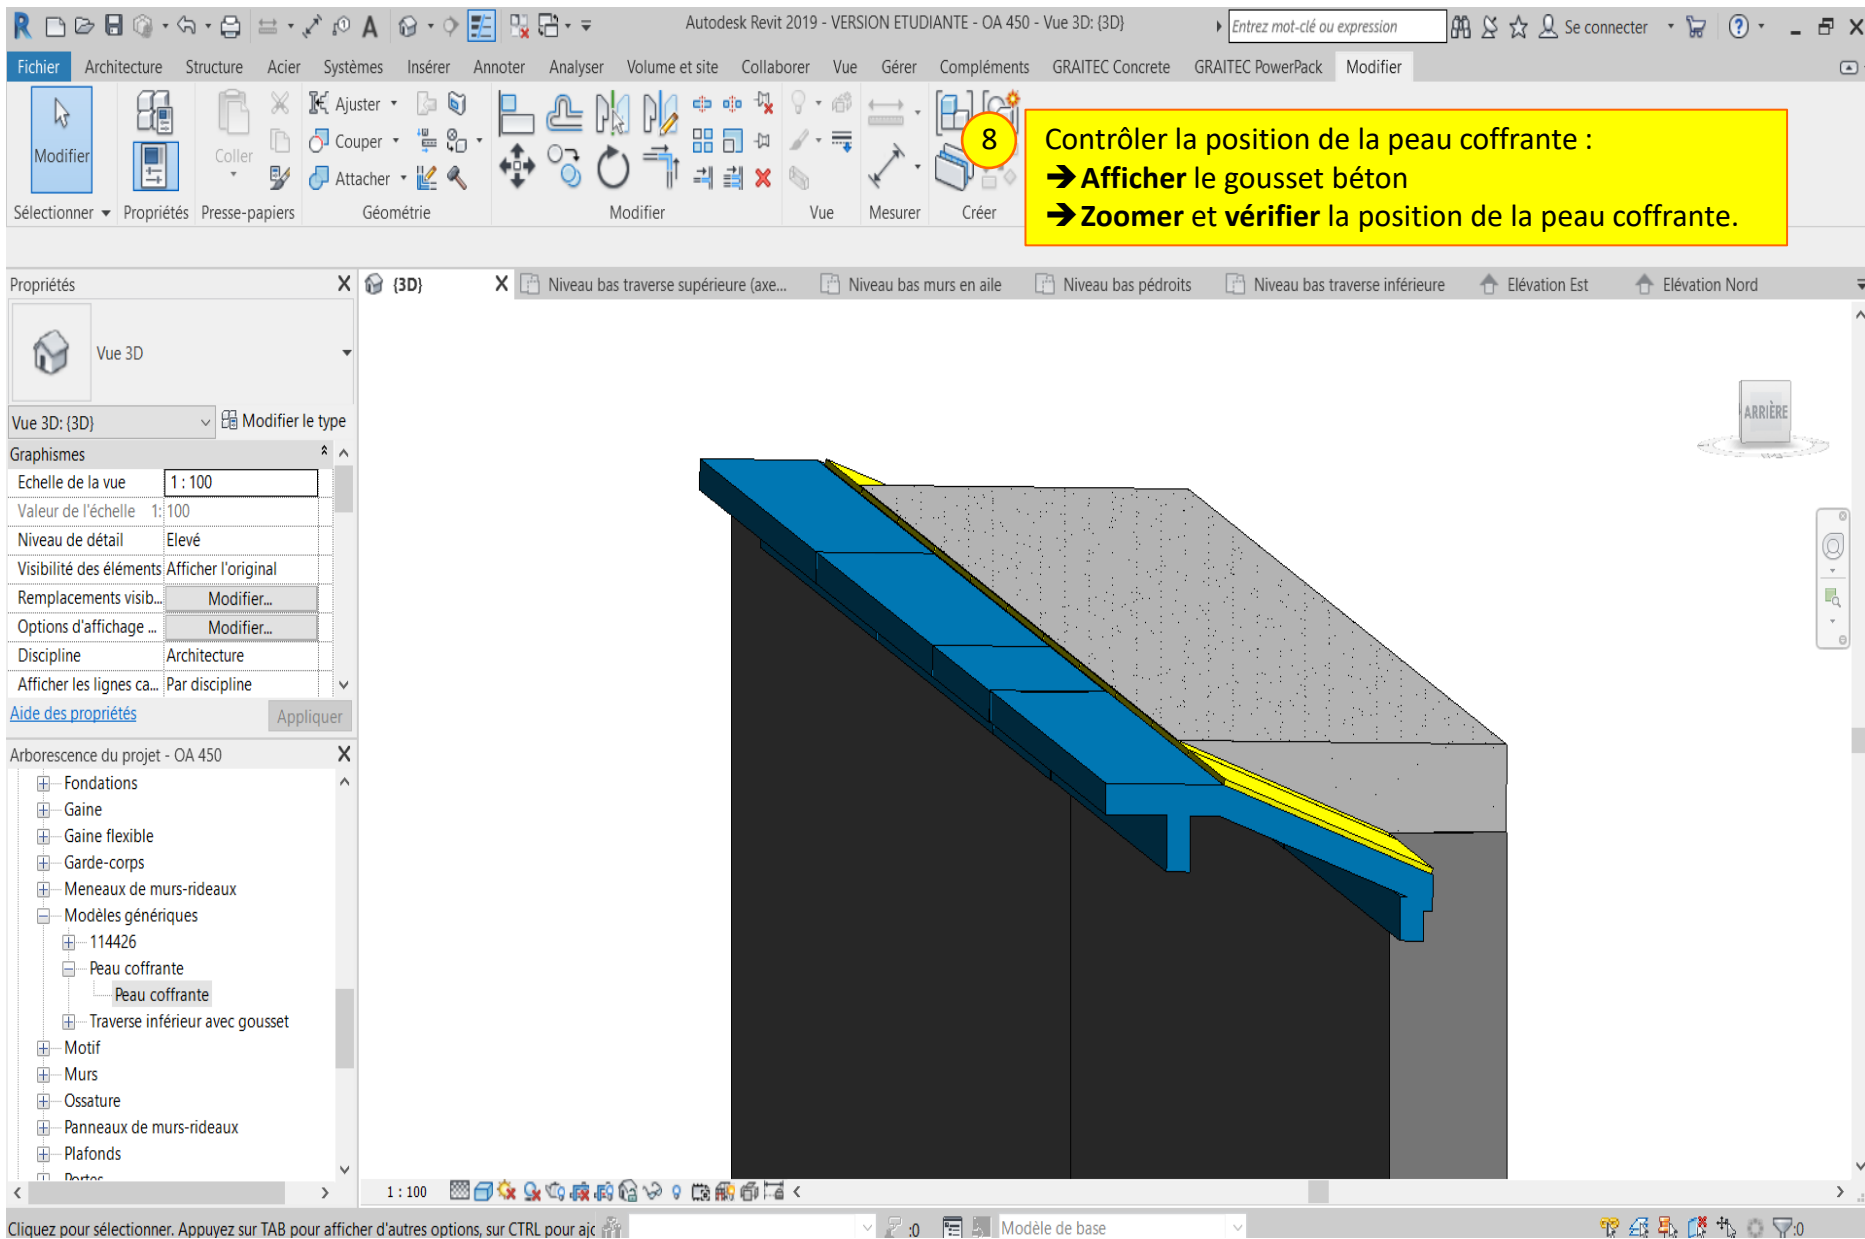 Autodesk Revit 2019 - VERSION ETUDIANTE - OA 450 - Vue 3D: {3D}
Entrez mot-clé ou expression
Se connecter
Fichier Architecture Structure Acier Systèmes Insérer Annoter Analyser Volume et site Collaborer Vue Gérer Compléments GRAITEC Concrete GRAITEC PowerPack Modifier
Modifier
Coller
Ajuster
Couper
Attacher
Sélectionner Propriétés Presse-papiers Géométrie Modifier Vue Mesurer Créer
8
Contrôler la position de la peau coffrante :
➔ Afficher le gousset béton
➔ Zoomer et vérifier la position de la peau coffrante.
Propriétés X
{3D} X Niveau bas traverse supérieure (axe... Niveau bas murs en aile Niveau bas pédroits Niveau bas traverse inférieure Elévation Est Elévation Nord
Vue 3D
Vue 3D: {3D} Modifier le type
Graphismes
Echelle de la vue 1 : 100
Valeur de l'échelle 1: 100
Niveau de détail Elevé
Visibilité des éléments Afficher l'original
Remplacements visib... Modifier...
Options d'affichage ... Modifier...
Discipline Architecture
Afficher les lignes ca... Par discipline
Aide des propriétés Appliquer
Arborescence du projet - OA 450 X
Fondations
Gaine
Gaine flexible
Garde-corps
Meneaux de murs-rideaux
Modèles génériques
114426
Peau coffrante
Peau coffrante
Traverse inférieur avec gousset
Motif
Murs
Ossature
Panneaux de murs-rideaux
Plafonds
Portes
ARRIÈRE
1 : 100
Cliquez pour sélectionner. Appuyez sur TAB pour afficher d'autres options, sur CTRL pour ajc
:0
Modèle de base
:0